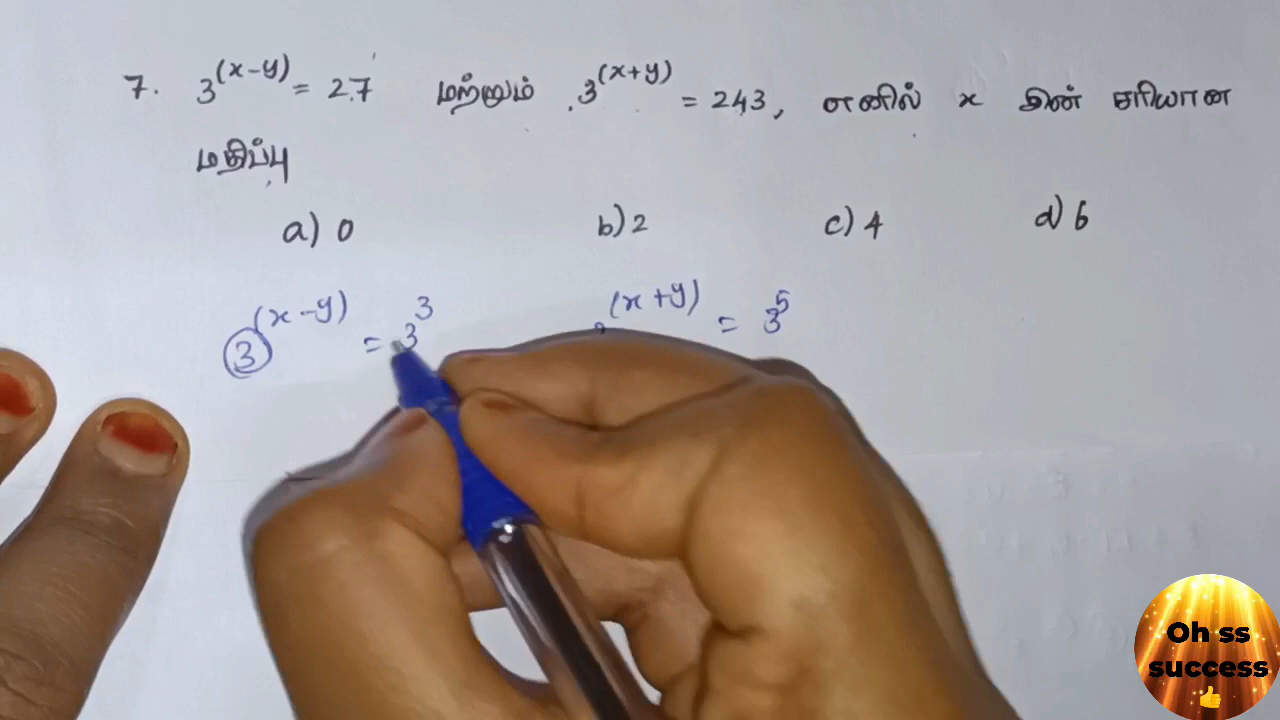 7. 3^(x-y) = 27 மற்றும் 3^(x+y) = 243, எனில் x இன் சரியான
மதிப்பு
a) 0 b) 2 c) 4 d) 6
3^(x-y) = 3^3 ^(x+y) = 3^5
Oh ss
success